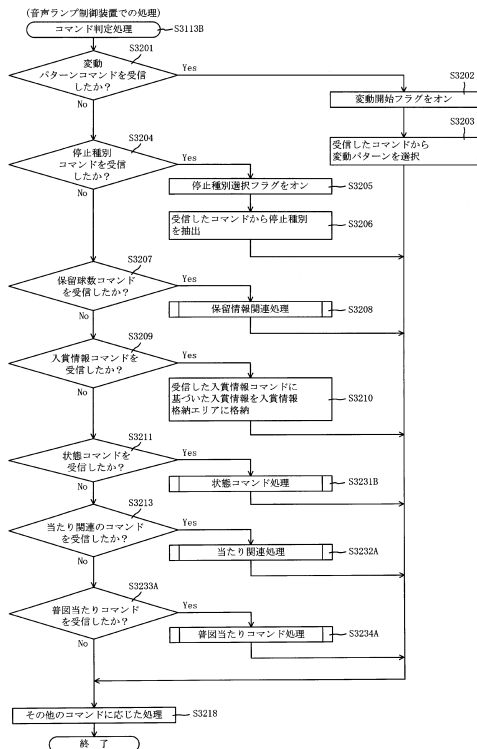 (音声ランプ制御装置での処理)
コマンド判定処理
S3113B
S3201
変動
パターンコマンドを受信
したか？
Yes
No
S3202
変動開始フラグをオン
S3203
受信したコマンドから
変動パターンを選択
S3204
停止種別
コマンドを受信
したか？
Yes
No
停止種別選択フラグをオン
S3205
受信したコマンドから停止種別
を抽出
S3206
S3207
保留球数コマンド
を受信したか？
Yes
No
保留情報関連処理
S3208
S3209
入賞情報コマンドを
受信したか？
Yes
No
受信した入賞情報コマンドに
基づいた入賞情報を入賞情報
格納エリアに格納
S3210
S3211
状態コマンドを
受信したか？
Yes
No
状態コマンド処理
S3231B
S3213
当たり関連のコマンド
を受信したか？
Yes
No
当たり関連処理
S3232A
S3233A
普図当たりコマンド
を受信したか？
Yes
No
普図当たりコマンド処理
S3234A
その他のコマンドに応じた処理
S3218
終 了